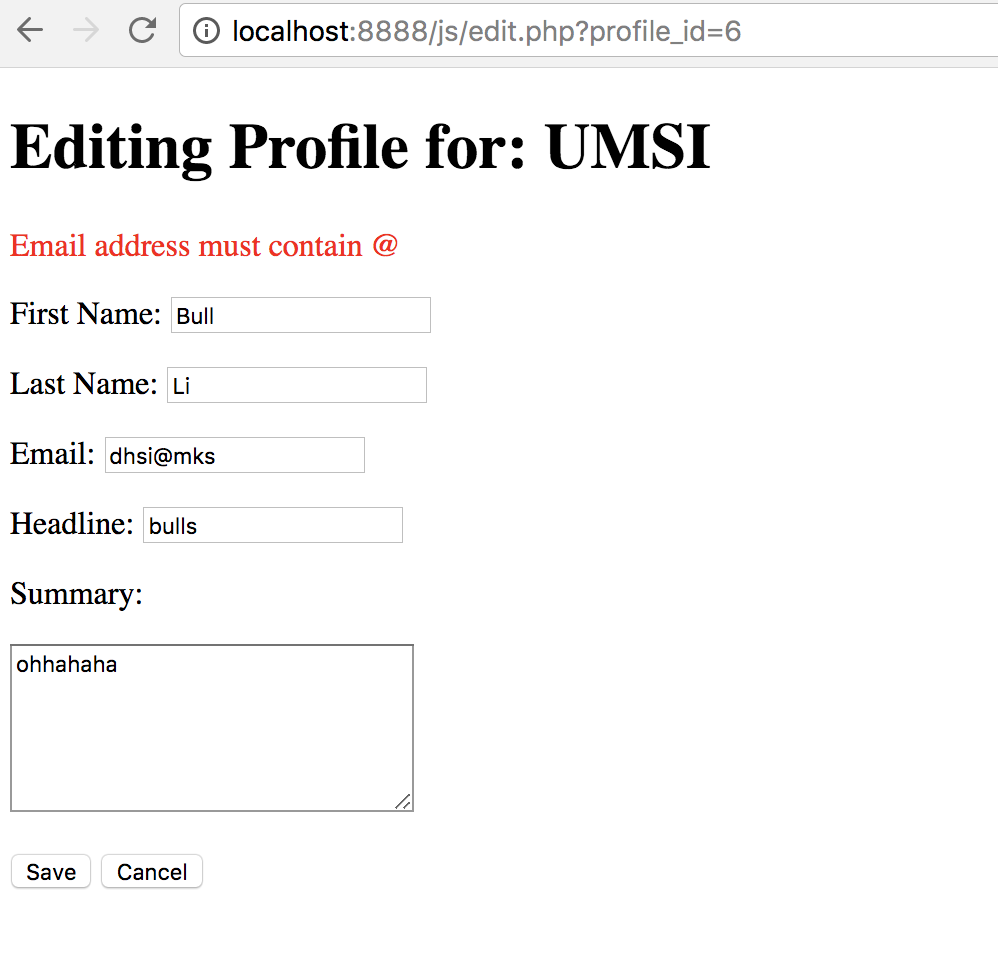 localhost:8888/js/edit.php?profile_id=6
Editing Profile for: UMSI
Email address must contain @
First Name: Bull
Last Name: Li
Email: dhsi@mks
Headline: bulls
Summary:
ohhahaha
Save Cancel